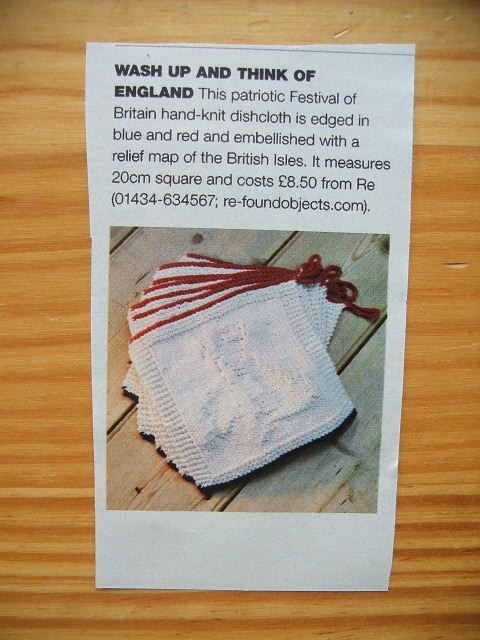 WASH UP AND THINK OF
ENGLAND This patriotic Festival of
Britain hand-knit dishcloth is edged in
blue and red and embellished with a
relief map of the British Isles. It measures
20cm square and costs £8.50 from Re
(01434-634567; re-foundobjects.com).